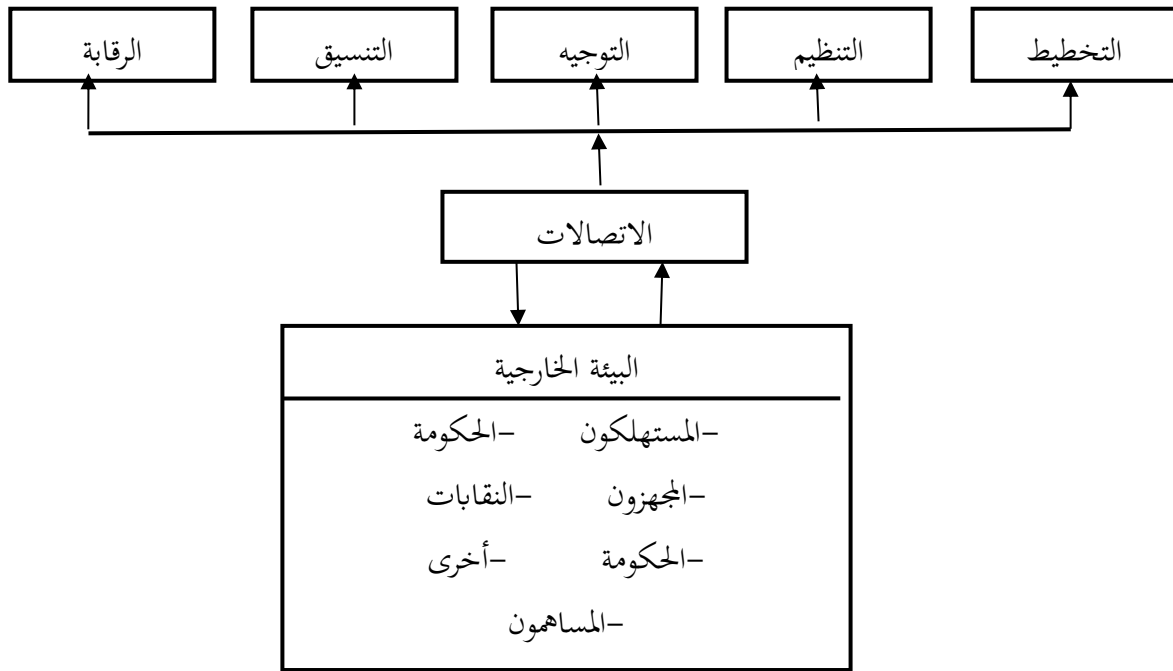 التخطيط التنظيم التوجيه التنسيق الرقابة
الاتصالات
البيئة الخارجية
-المستهلكون -الحكومة
-المجهزون -النقابات
-الحكومة -أخرى
-المساهمون